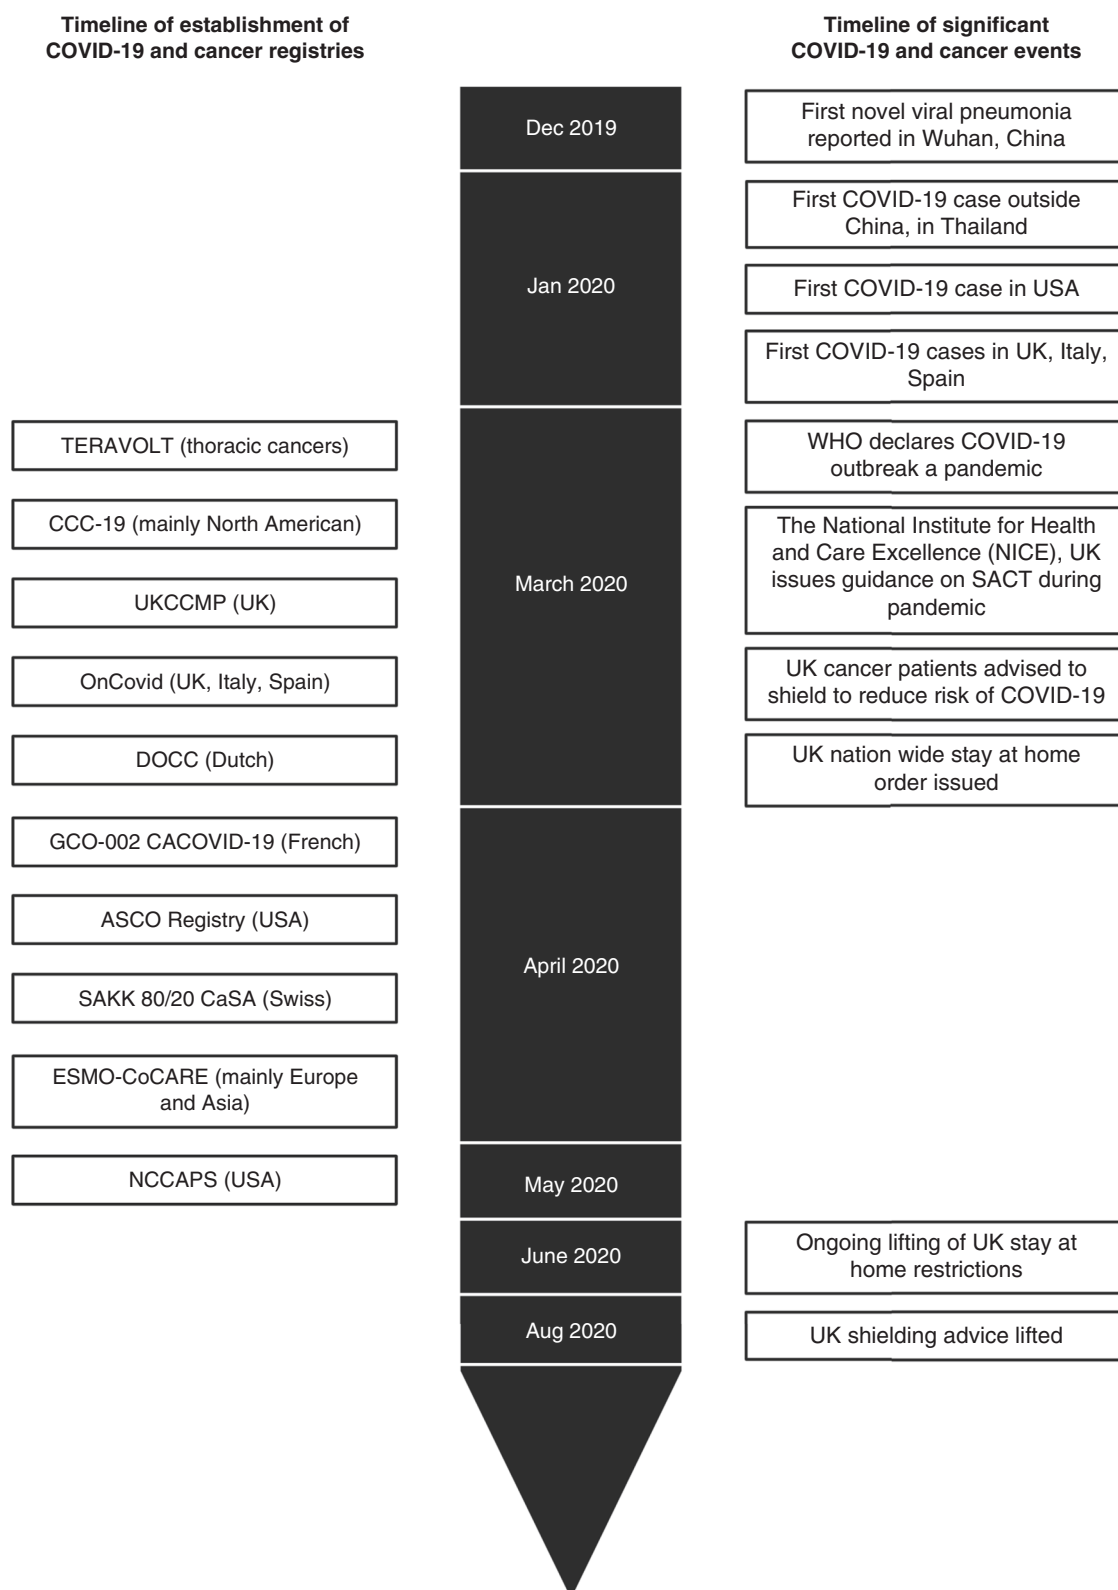 Timeline of establishment of
COVID-19 and cancer registries
Timeline of significant
COVID-19 and cancer events
Dec 2019
First novel viral pneumonia
reported in Wuhan, China
Jan 2020
First COVID-19 case outside
China, in Thailand
First COVID-19 case in USA
First COVID-19 cases in UK, Italy,
Spain
March 2020
TERAVOLT (thoracic cancers)
CCC-19 (mainly North American)
UKCCMP (UK)
OnCovid (UK, Italy, Spain)
DOCC (Dutch)
WHO declares COVID-19
outbreak a pandemic
The National Institute for Health
and Care Excellence (NICE), UK
issues guidance on SACT during
pandemic
UK cancer patients advised to
shield to reduce risk of COVID-19
UK nation wide stay at home
order issued
April 2020
GCO-002 CACOVID-19 (French)
ASCO Registry (USA)
SAKK 80/20 CaSA (Swiss)
ESMO-CoCARE (mainly Europe
and Asia)
May 2020
NCCAPS (USA)
June 2020
Ongoing lifting of UK stay at
home restrictions
Aug 2020
UK shielding advice lifted